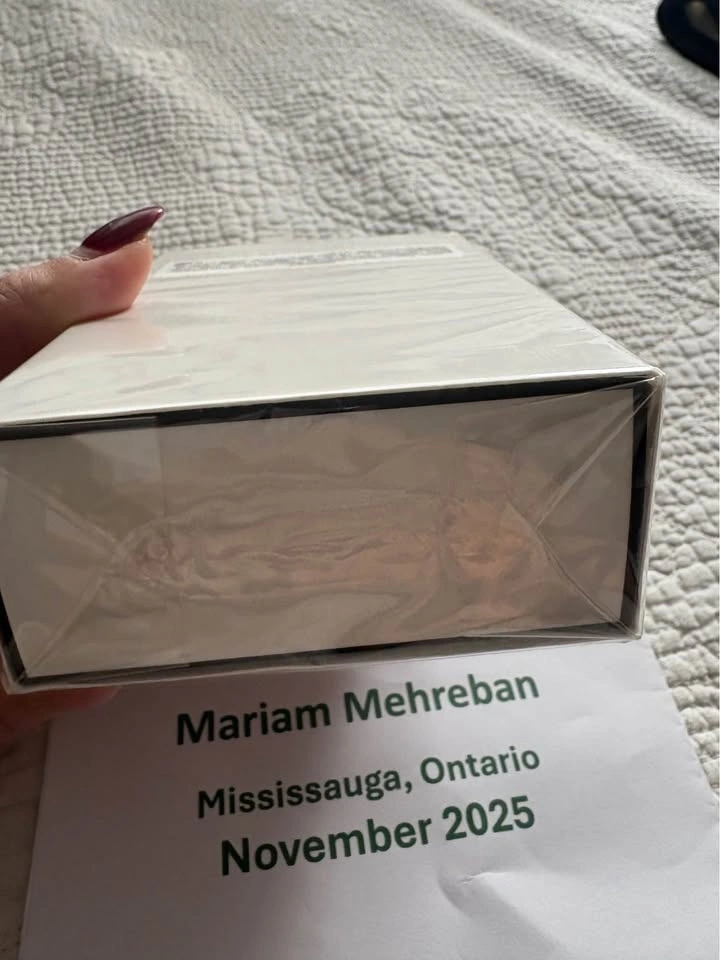 Mariam Mehreban
Mississauga, Ontario
November 2025